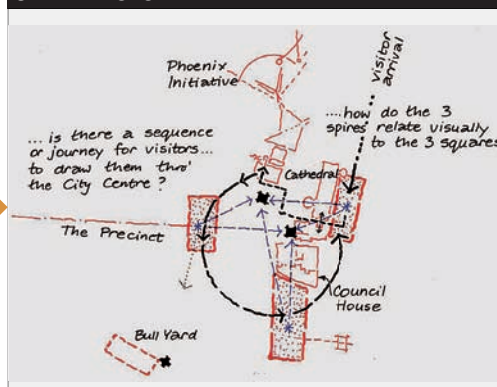 Phoenix
Initiative
visitor
arrival
... is there a sequence
or journey for visitors...
to draw them thro'
the City Centre ?
....how do the 3
spires relate visually
to the 3 squares
Cathedral
The Precinct
Council
House
Bull Yard